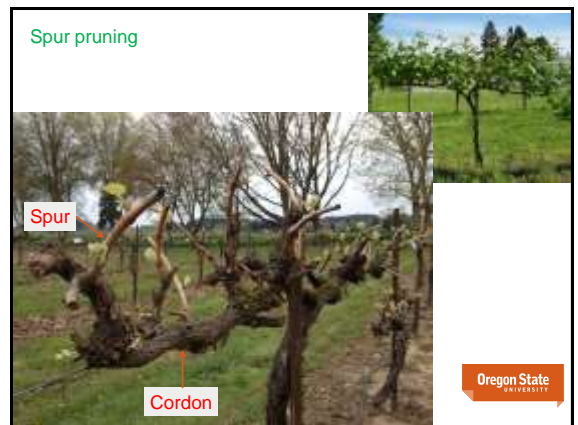 Spur pruning
Spur
Cordon
Oregon State
UNIVERSITY